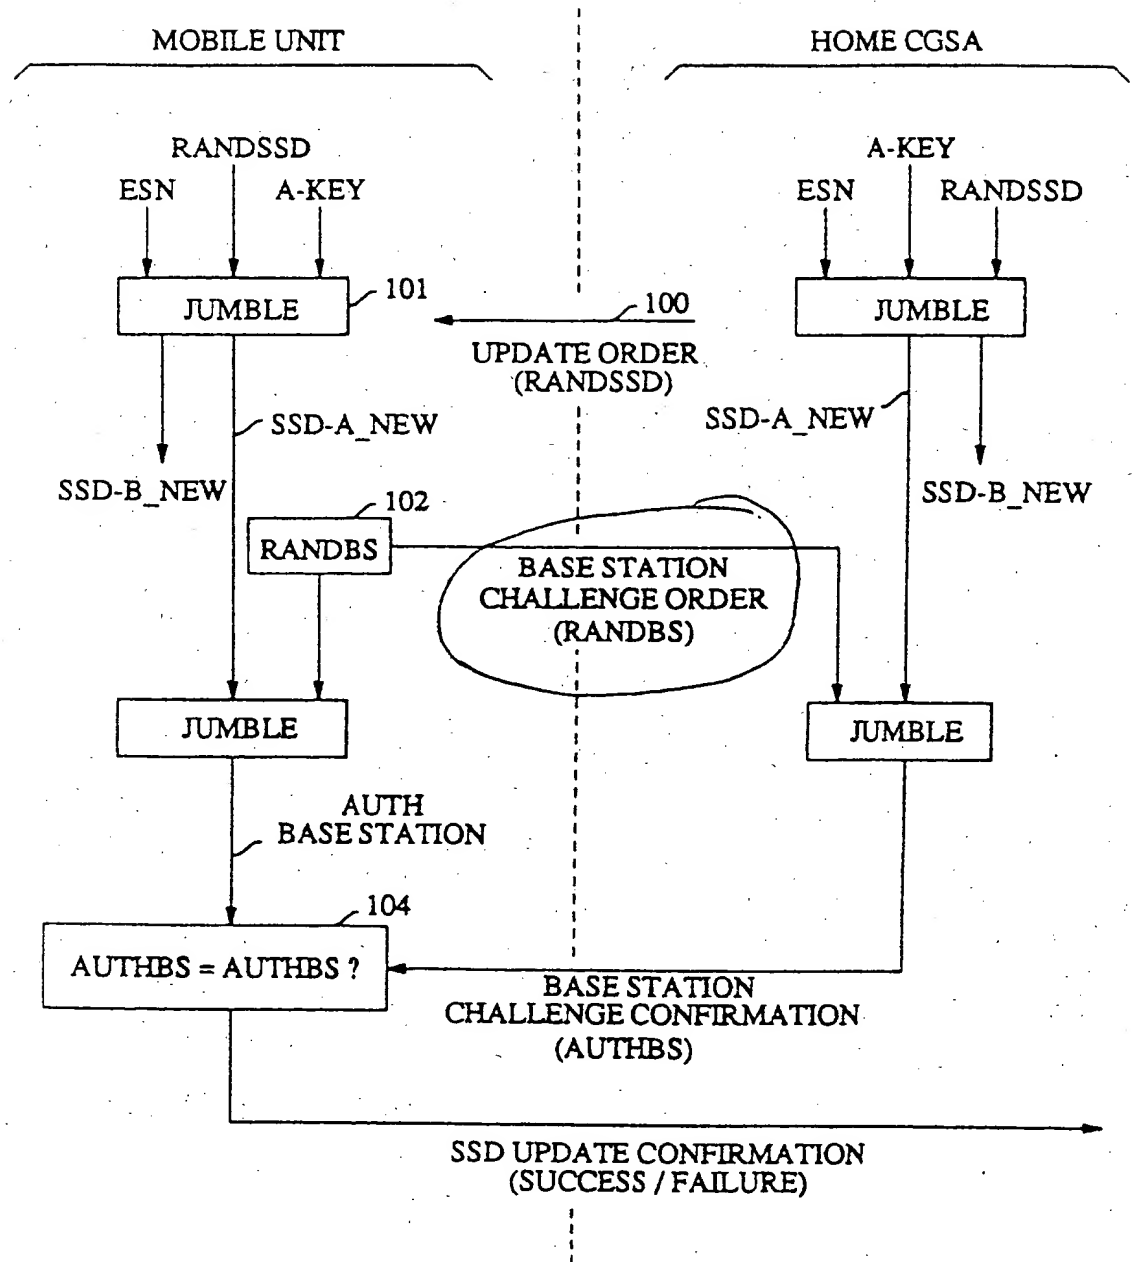 MOBILE UNIT
HOME CGSA
RANDSSD
A-KEY
ESN
A-KEY
ESN
RANDSSD
JUMBLE
101
100
JUMBLE
UPDATE ORDER
(RANDSSD)
SSD-A_NEW
SSD-A_NEW
SSD-B_NEW
SSD-B_NEW
102
RANDBS
BASE STATION
CHALLENGE ORDER
(RANDBS)
JUMBLE
JUMBLE
AUTH
BASE STATION
104
AUTHBS = AUTHBS ?
BASE STATION
CHALLENGE CONFIRMATION
(AUTHBS)
SSD UPDATE CONFIRMATION
(SUCCESS / FAILURE)